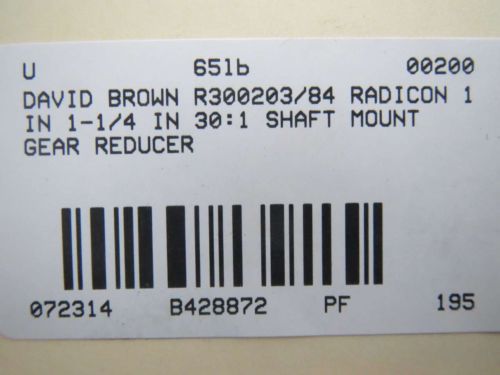 U 651b 00200
DAVID BROWN R300203/84 RADICON 1
IN 1-1/4 IN 30:1 SHAFT MOUNT
GEAR REDUCER
072314 B428872 PF 195